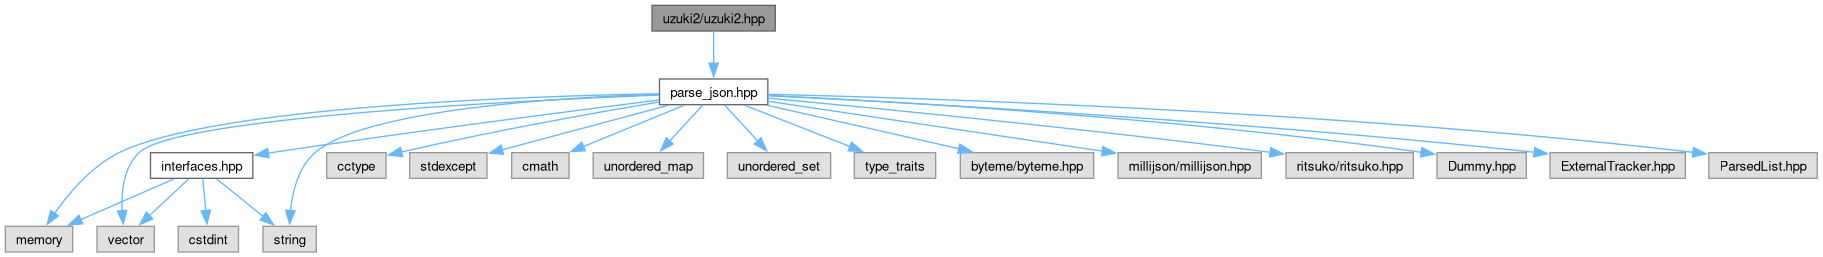 uzuki2/uzuki2.hpp
parse_json.hpp
interfaces.hpp
cctype
stdexcept
cmath
unordered_map
unordered_set
type_traits
byteme/byteme.hpp
millijson/millijson.hpp
ritsuko/ritsuko.hpp
Dummy.hpp
ExternalTracker.hpp
ParsedList.hpp
memory
vector
cstdint
string